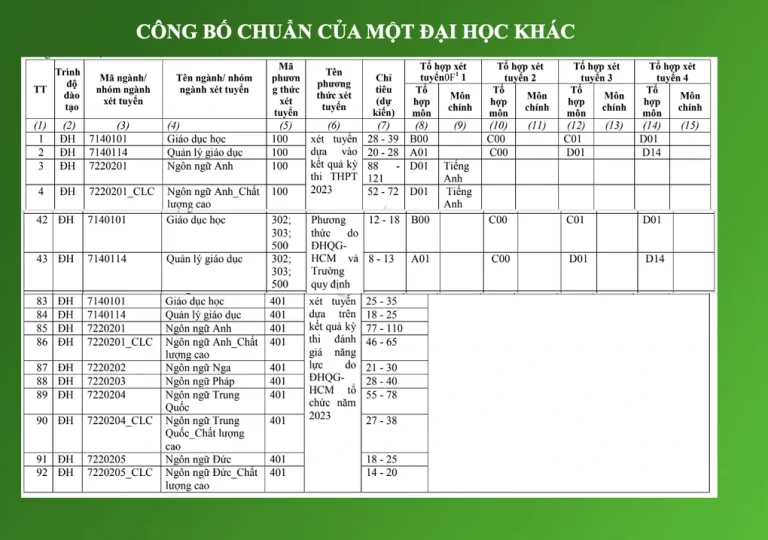 CÔNG BỐ CHUẨN CỦA MỘT ĐẠI HỌC KHÁC
TT | Trình độ đào tạo | Mã ngành/ nhóm ngành xét tuyển | Tên ngành/ nhóm ngành xét tuyển | Mã phươn g thức xét tuyển | Tên phương thức xét tuyển | Chỉ tiêu (dự kiến) | Tổ hợp xét tuyển0F¹ 1 | Tổ hợp xét tuyển 2 | Tổ hợp xét tuyển 3 | Tổ hợp xét tuyển 4
Tổ hợp môn | Môn chính | Tổ hợp môn | Môn chính | Tổ hợp môn | Môn chính | Tổ hợp môn | Môn chính
(1) | (2) | (3) | (4) | (5) | (6) | (7) | (8) | (9) | (10) | (11) | (12) | (13) | (14) | (15)
1 | ĐH | 7140101 | Giáo dục học | 100 | xét tuyển dựa vào kết quả kỳ thi THPT 2023 | 28 - 39 | B00 | | C00 | | C01 | | D01
2 | ĐH | 7140114 | Quản lý giáo dục | 100 | 20 - 28 | A01 | | C00 | | D01 | | D14
3 | ĐH | 7220201 | Ngôn ngữ Anh | 100 | 88 - 121 | D01 | Tiếng Anh
4 | ĐH | 7220201_CLC | Ngôn ngữ Anh_Chất lượng cao | 100 | 52 - 72 | D01 | Tiếng Anh
42 | ĐH | 7140101 | Giáo dục học | 302; 303; 500 | Phương thức do ĐHQG-HCM và Trường quy định | 12 - 18 | B00 | | C00 | | C01 | | D01
43 | ĐH | 7140114 | Quản lý giáo dục | 302; 303; 500 | 8 - 13 | A01 | | C00 | | D01 | | D14
83 | ĐH | 7140101 | Giáo dục học | 401 | xét tuyển dựa trên kết quả kỳ thi đánh giá năng lực do ĐHQG-HCM tổ chức năm 2023 | 25 - 35
84 | ĐH | 7140114 | Quản lý giáo dục | 401 | 18 - 25
85 | ĐH | 7220201 | Ngôn ngữ Anh | 401 | 77 - 110
86 | ĐH | 7220201_CLC | Ngôn ngữ Anh_Chất lượng cao | 401 | 46 - 65
87 | ĐH | 7220202 | Ngôn ngữ Nga | 401 | 21 - 30
88 | ĐH | 7220203 | Ngôn ngữ Pháp | 401 | 28 - 40
89 | ĐH | 7220204 | Ngôn ngữ Trung Quốc | 401 | 55 - 78
90 | ĐH | 7220204_CLC | Ngôn ngữ Trung Quốc_Chất lượng cao | 401 | 27 - 38
91 | ĐH | 7220205 | Ngôn ngữ Đức | 401 | 18 - 25
92 | ĐH | 7220205_CLC | Ngôn ngữ Đức_Chất lượng cao | 401 | 14 - 20